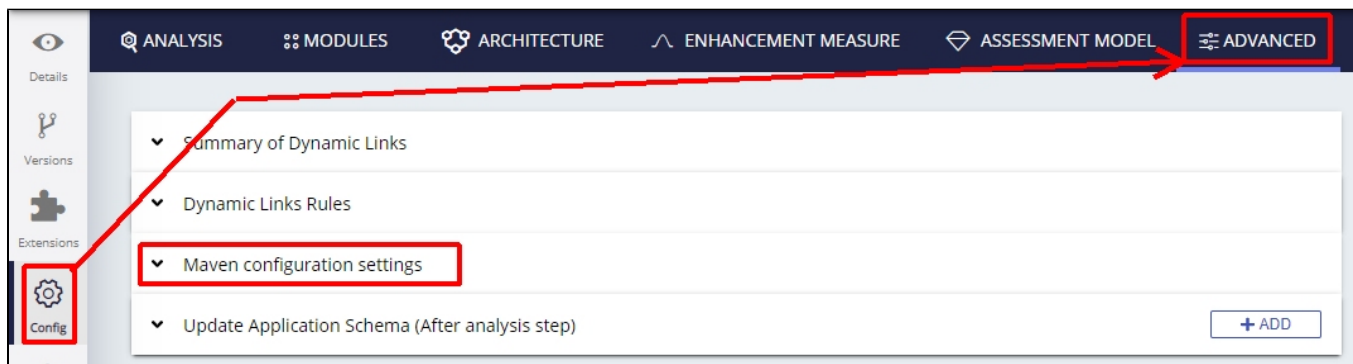 ANALYSIS MODULES ARCHITECTURE ENHANCEMENT MEASURE ASSESSMENT MODEL ADVANCED
Details
Versions
Extensions
Config
Summary of Dynamic Links
Dynamic Links Rules
Maven configuration settings
Update Application Schema (After analysis step)
+ ADD